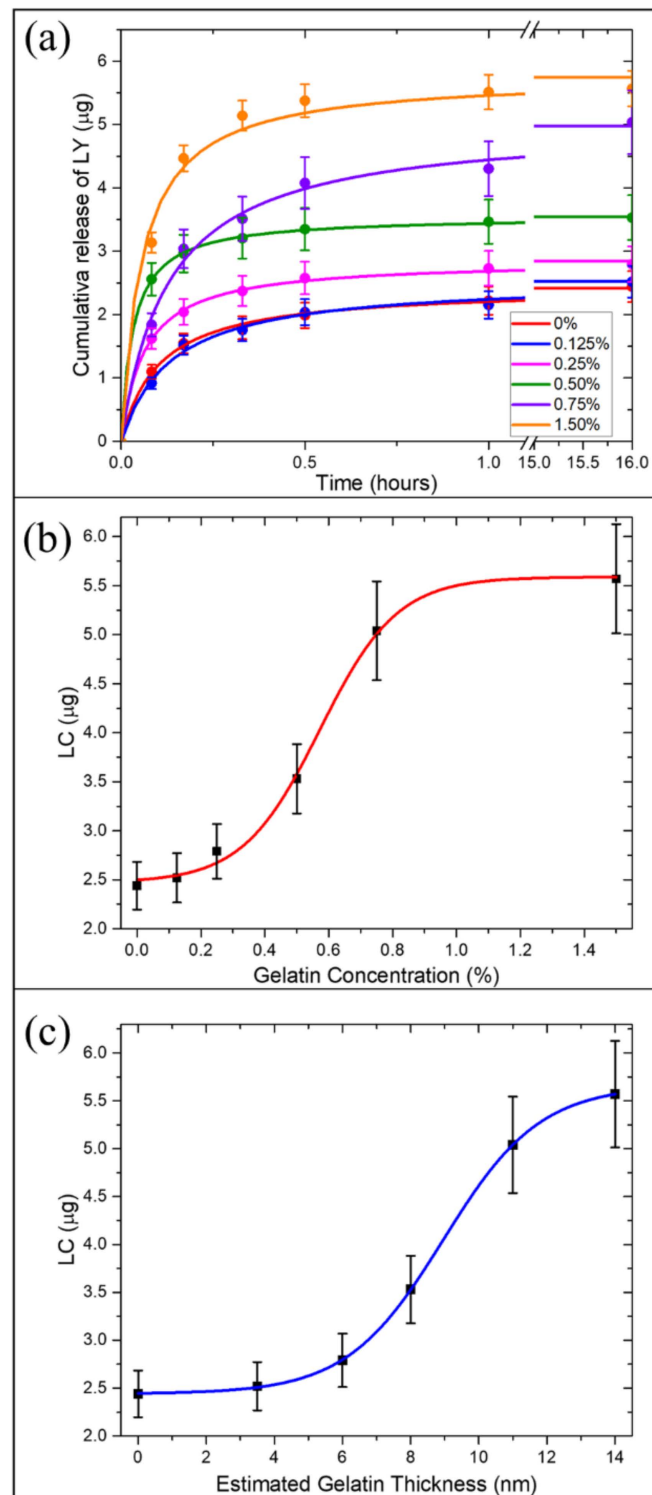 (a)
Cumulative release of LY (µg)
6
5
4
3
2
1
0
0.0 0.5 1.0 15.0 15.5 16.0
Time (hours)
0%
0.125%
0.25%
0.50%
0.75%
1.50%
(b)
LC (µg)
6.0
5.5
5.0
4.5
4.0
3.5
3.0
2.5
2.0
0.0 0.2 0.4 0.6 0.8 1.0 1.2 1.4
Gelatin Concentration (%)
(c)
LC (µg)
6.0
5.5
5.0
4.5
4.0
3.5
3.0
2.5
2.0
0 2 4 6 8 10 12 14
Estimated Gelatin Thickness (nm)